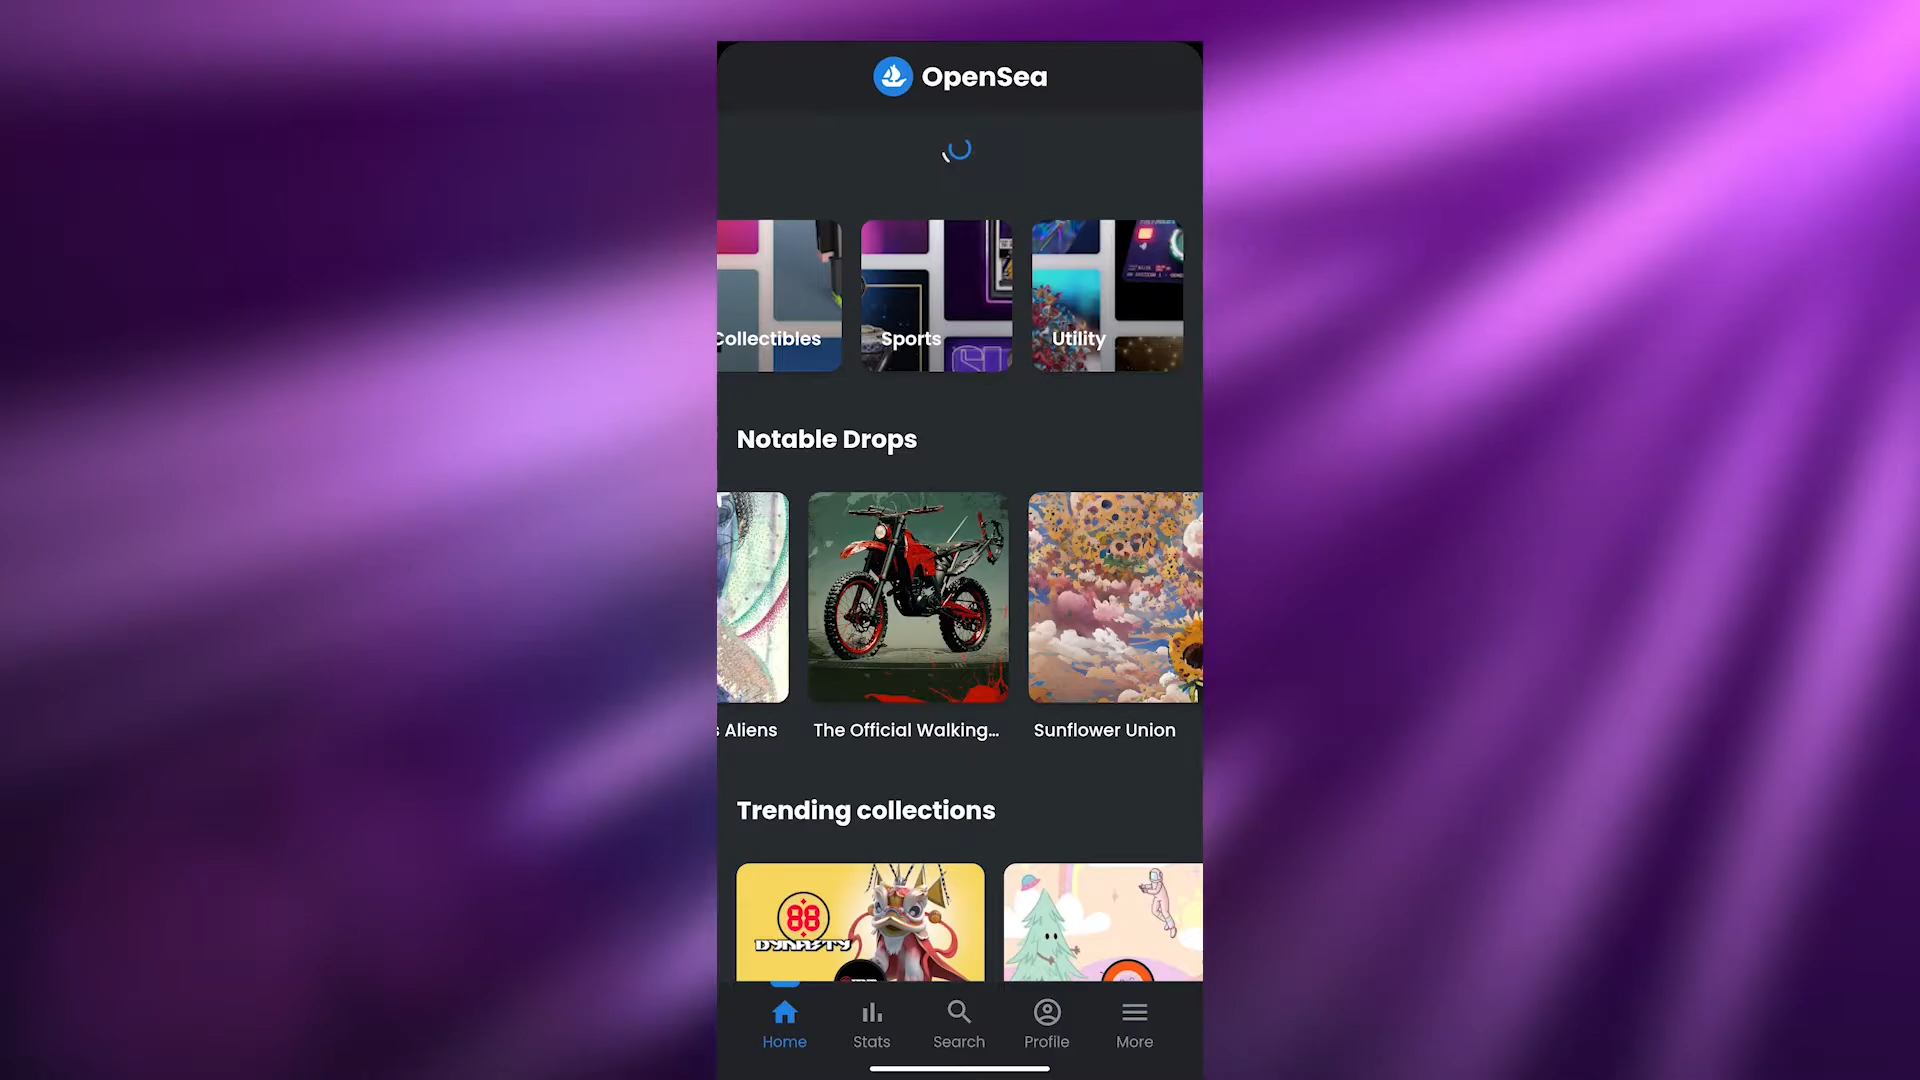 OpenSea
Collectibles
Sports
Utility
Notable Drops
s Aliens
The Official Walking...
Sunflower Union
Trending collections
88
DYNASTY
Home
Stats
Search
Profile
More